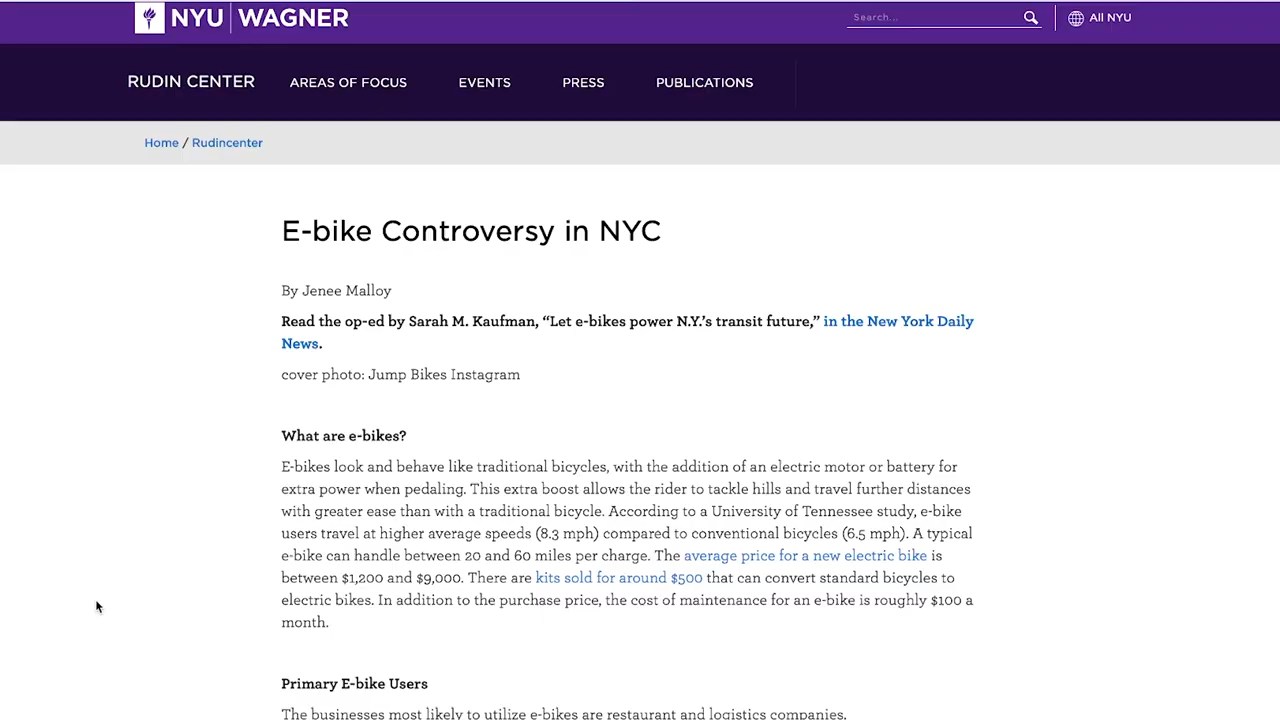 NYU WAGNER
Search...
All NYU
RUDIN CENTER
AREAS OF FOCUS
EVENTS
PRESS
PUBLICATIONS
Home / Rudincenter
E-bike Controversy in NYC
By Jenee Malloy
Read the op-ed by Sarah M. Kaufman, “Let e-bikes power N.Y.’s transit future,” in the New York Daily
News.
cover photo: Jump Bikes Instagram
What are e-bikes?
E-bikes look and behave like traditional bicycles, with the addition of an electric motor or battery for
extra power when pedaling. This extra boost allows the rider to tackle hills and travel further distances
with greater ease than with a traditional bicycle. According to a University of Tennessee study, e-bike
users travel at higher average speeds (8.3 mph) compared to conventional bicycles (6.5 mph). A typical
e-bike can handle between 20 and 60 miles per charge. The average price for a new electric bike is
between $1,200 and $9,000. There are kits sold for around $500 that can convert standard bicycles to
electric bikes. In addition to the purchase price, the cost of maintenance for an e-bike is roughly $100 a
month.
Primary E-bike Users
The businesses most likely to utilize e-bikes are restaurant and logistics companies.